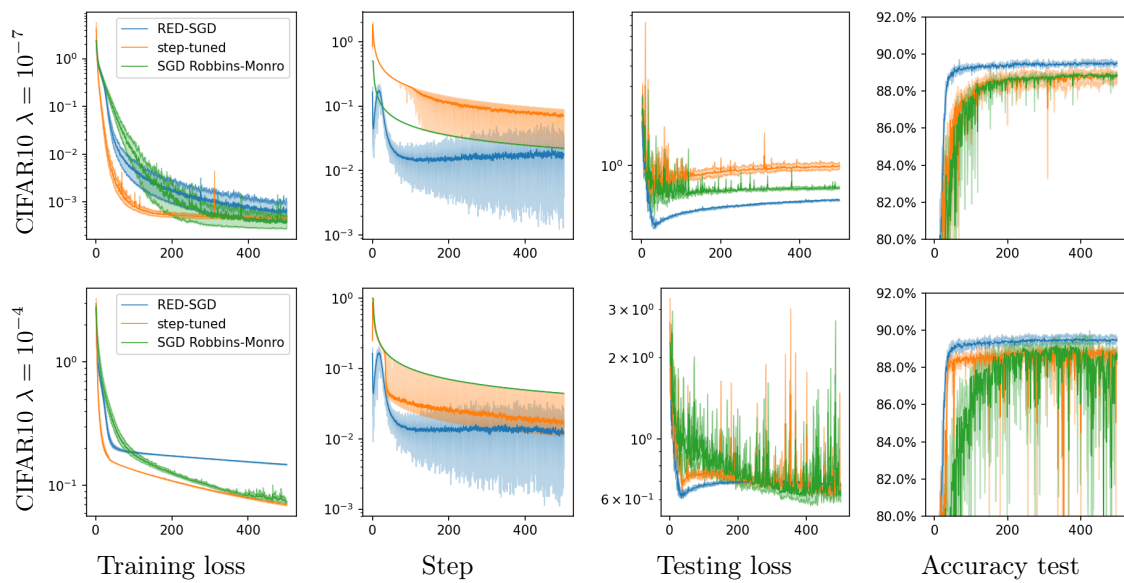 CIFAR10 λ = 10⁻⁷
10⁰
10⁻¹
10⁻²
10⁻³
0 200 400
RED-SGD
step-tuned
SGD Robbins-Monro
10⁰
10⁻¹
10⁻²
10⁻³
0 200 400
10⁰
0 200 400
92.0%
90.0%
88.0%
86.0%
84.0%
82.0%
80.0%
0 200 400
CIFAR10 λ = 10⁻⁴
10⁰
10⁻¹
0 200 400
RED-SGD
step-tuned
SGD Robbins-Monro
10⁰
10⁻¹
10⁻²
10⁻³
0 200 400
3 × 10⁰
2 × 10⁰
10⁰
6 × 10⁻¹
0 200 400
92.0%
90.0%
88.0%
86.0%
84.0%
82.0%
80.0%
0 200 400
Training loss Step Testing loss Accuracy test